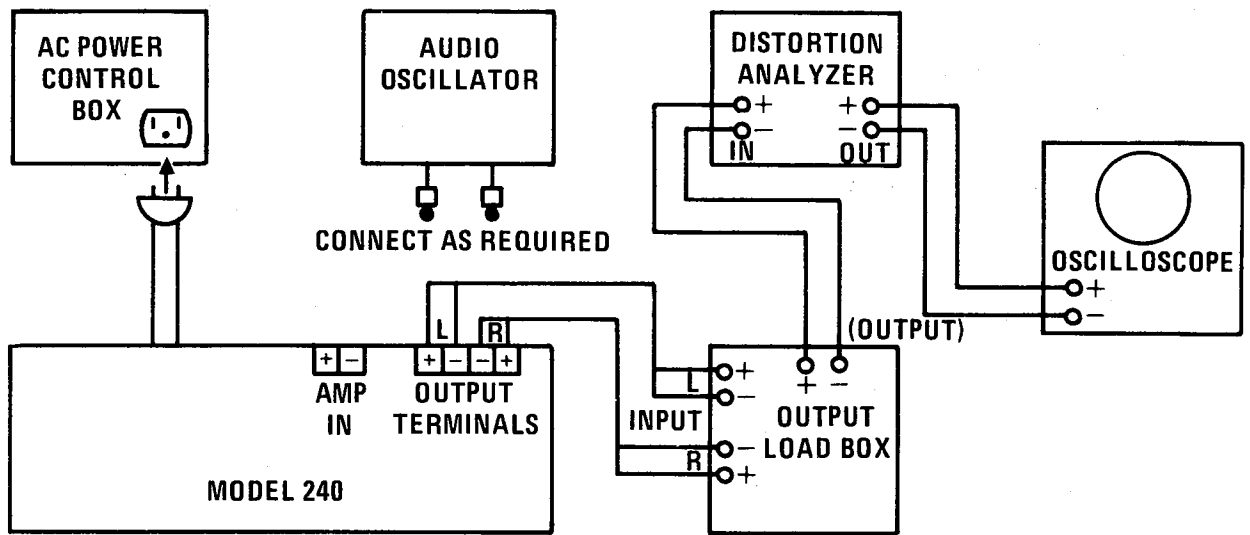 AC POWER
CONTROL
BOX
AUDIO
OSCILLATOR
CONNECT AS REQUIRED
DISTORTION
ANALYZER
+ +
- -
IN OUT
OSCILLOSCOPE
+
-
(OUTPUT)
L R
+ - + - - +
AMP
IN
OUTPUT
TERMINALS
MODEL 240
INPUT
+
L
-
-
R
+
+ -
OUTPUT
LOAD BOX